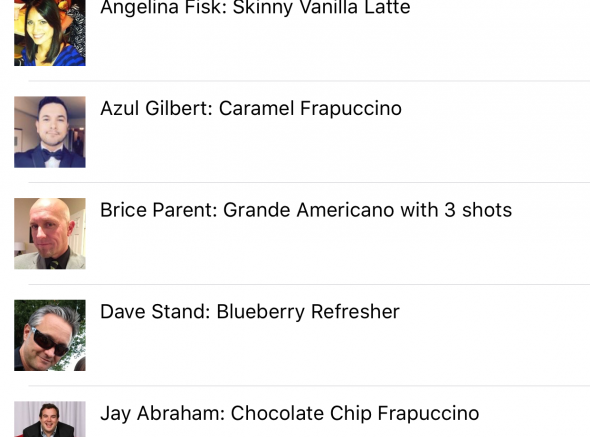 Angelina Fisk: Skinny Vanilla Latte
Azul Gilbert: Caramel Frapuccino
Brice Parent: Grande Americano with 3 shots
Dave Stand: Blueberry Refresher
Jay Abraham: Chocolate Chip Frapuccino